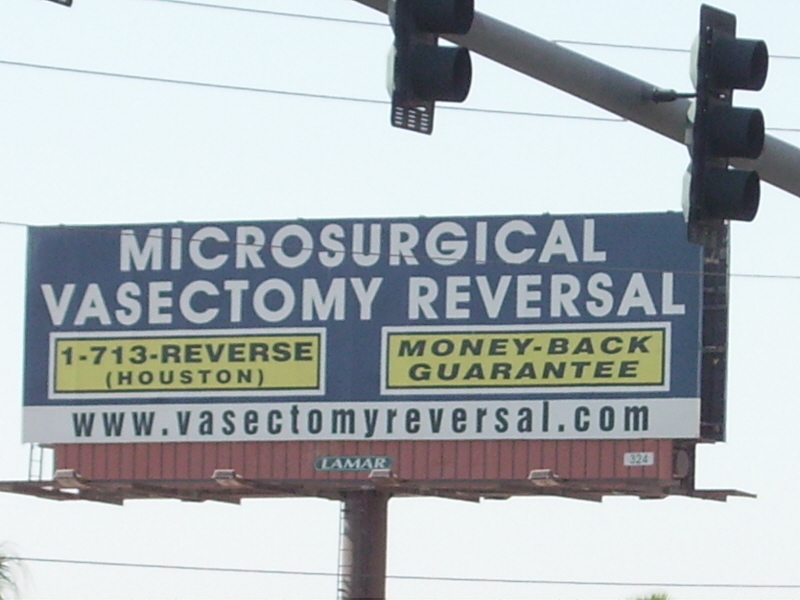 MICROSURGICAL
VASECTOMY REVERSAL
1-713-REVERSE
(HOUSTON)
MONEY-BACK
GUARANTEE
www.vasectomyreversal.com
LAMAR
324